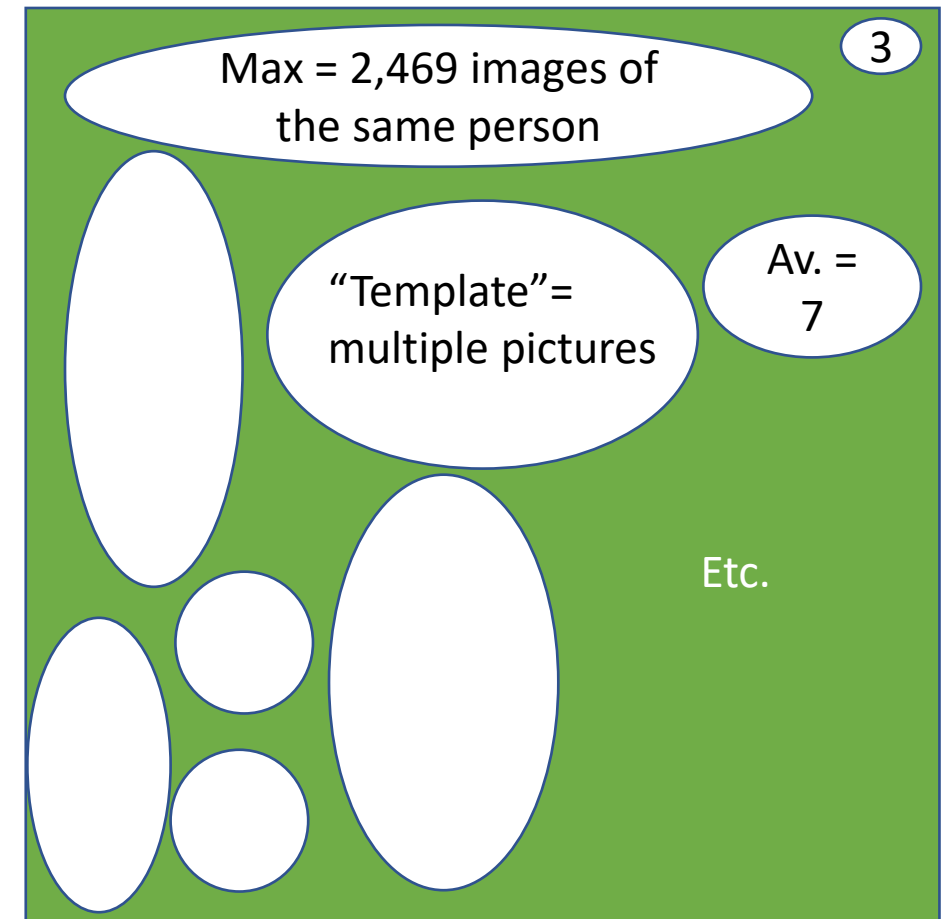 Max = 2,469 images of
the same person
3
“Template”=
multiple pictures
Av. =
7
Etc.